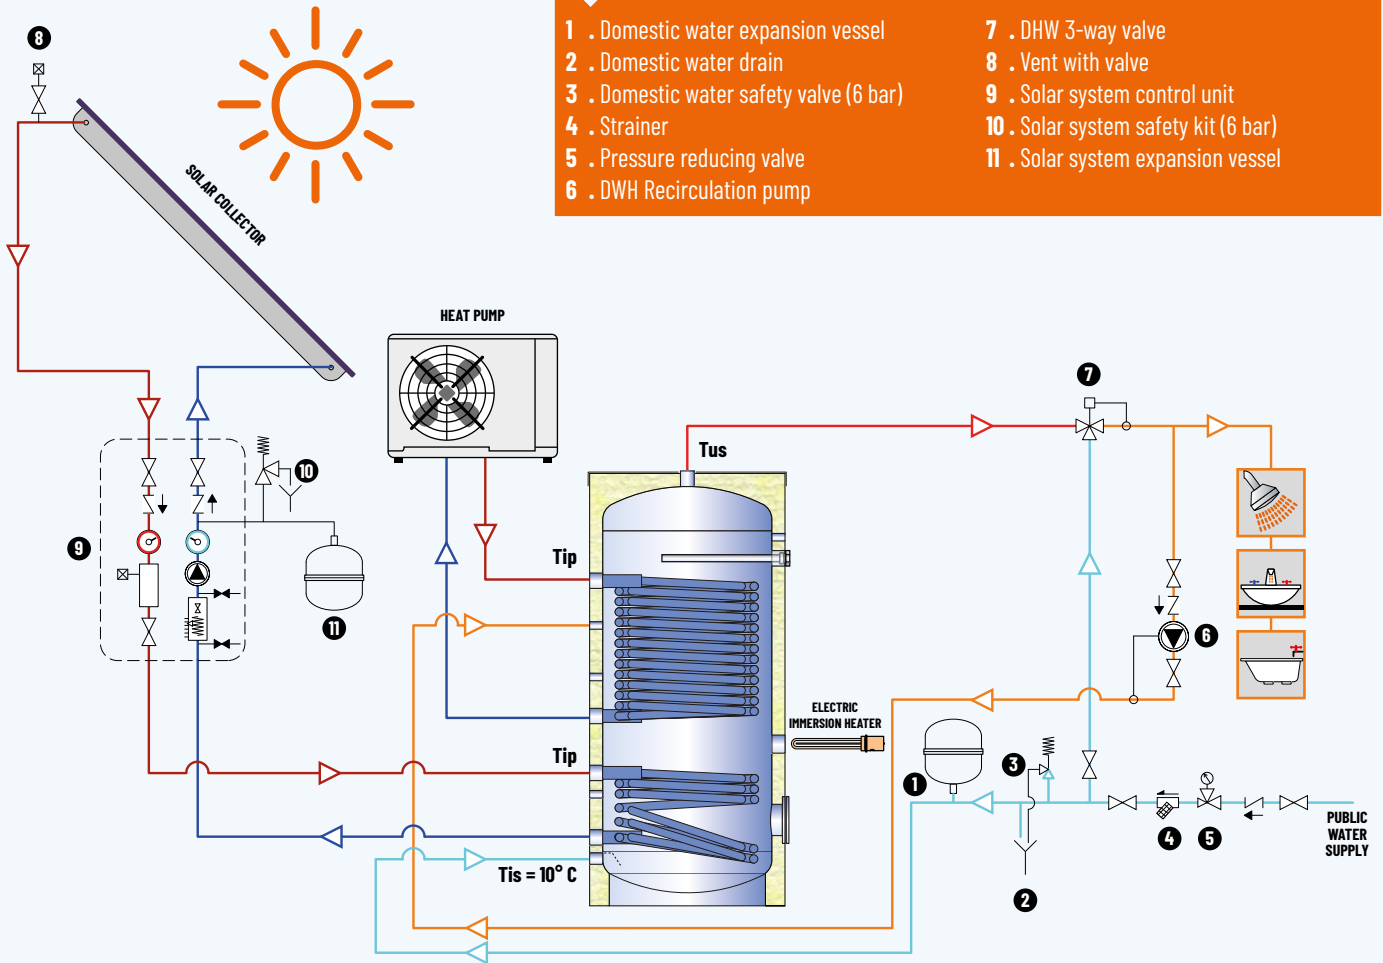 1 . Domestic water expansion vessel
2 . Domestic water drain
3 . Domestic water safety valve (6 bar)
4 . Strainer
5 . Pressure reducing valve
6 . DWH Recirculation pump
7 . DHW 3-way valve
8 . Vent with valve
9 . Solar system control unit
10 . Solar system safety kit (6 bar)
11 . Solar system expansion vessel
8
SOLAR COLLECTOR
HEAT PUMP
7
Tus
10
9
Tip
11
6
ELECTRIC
IMMERSION HEATER
Tip
3
1
PUBLIC
WATER
SUPPLY
4
5
Tis = 10° C
2